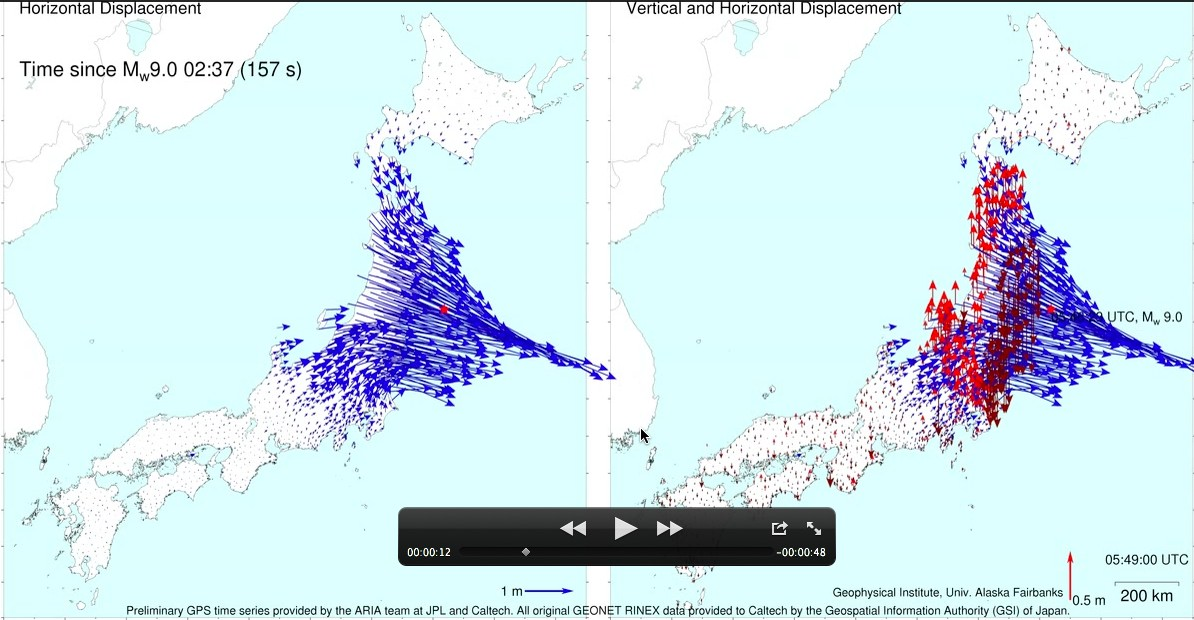 Horizontal Displacement
Vertical and Horizontal Displacement
Time since Mw9.0 02:37 (157 s)
UTC, Mw 9.0
00:00:12
-00:00:48
05:49:00 UTC
1 m
Geophysical Institute, Univ. Alaska Fairbanks
0.5 m
200 km
Preliminary GPS time series provided by the ARIA team at JPL and Caltech. All original GEONET RINEX data provided to Caltech by the Geospatial Information Authority (GSI) of Japan.